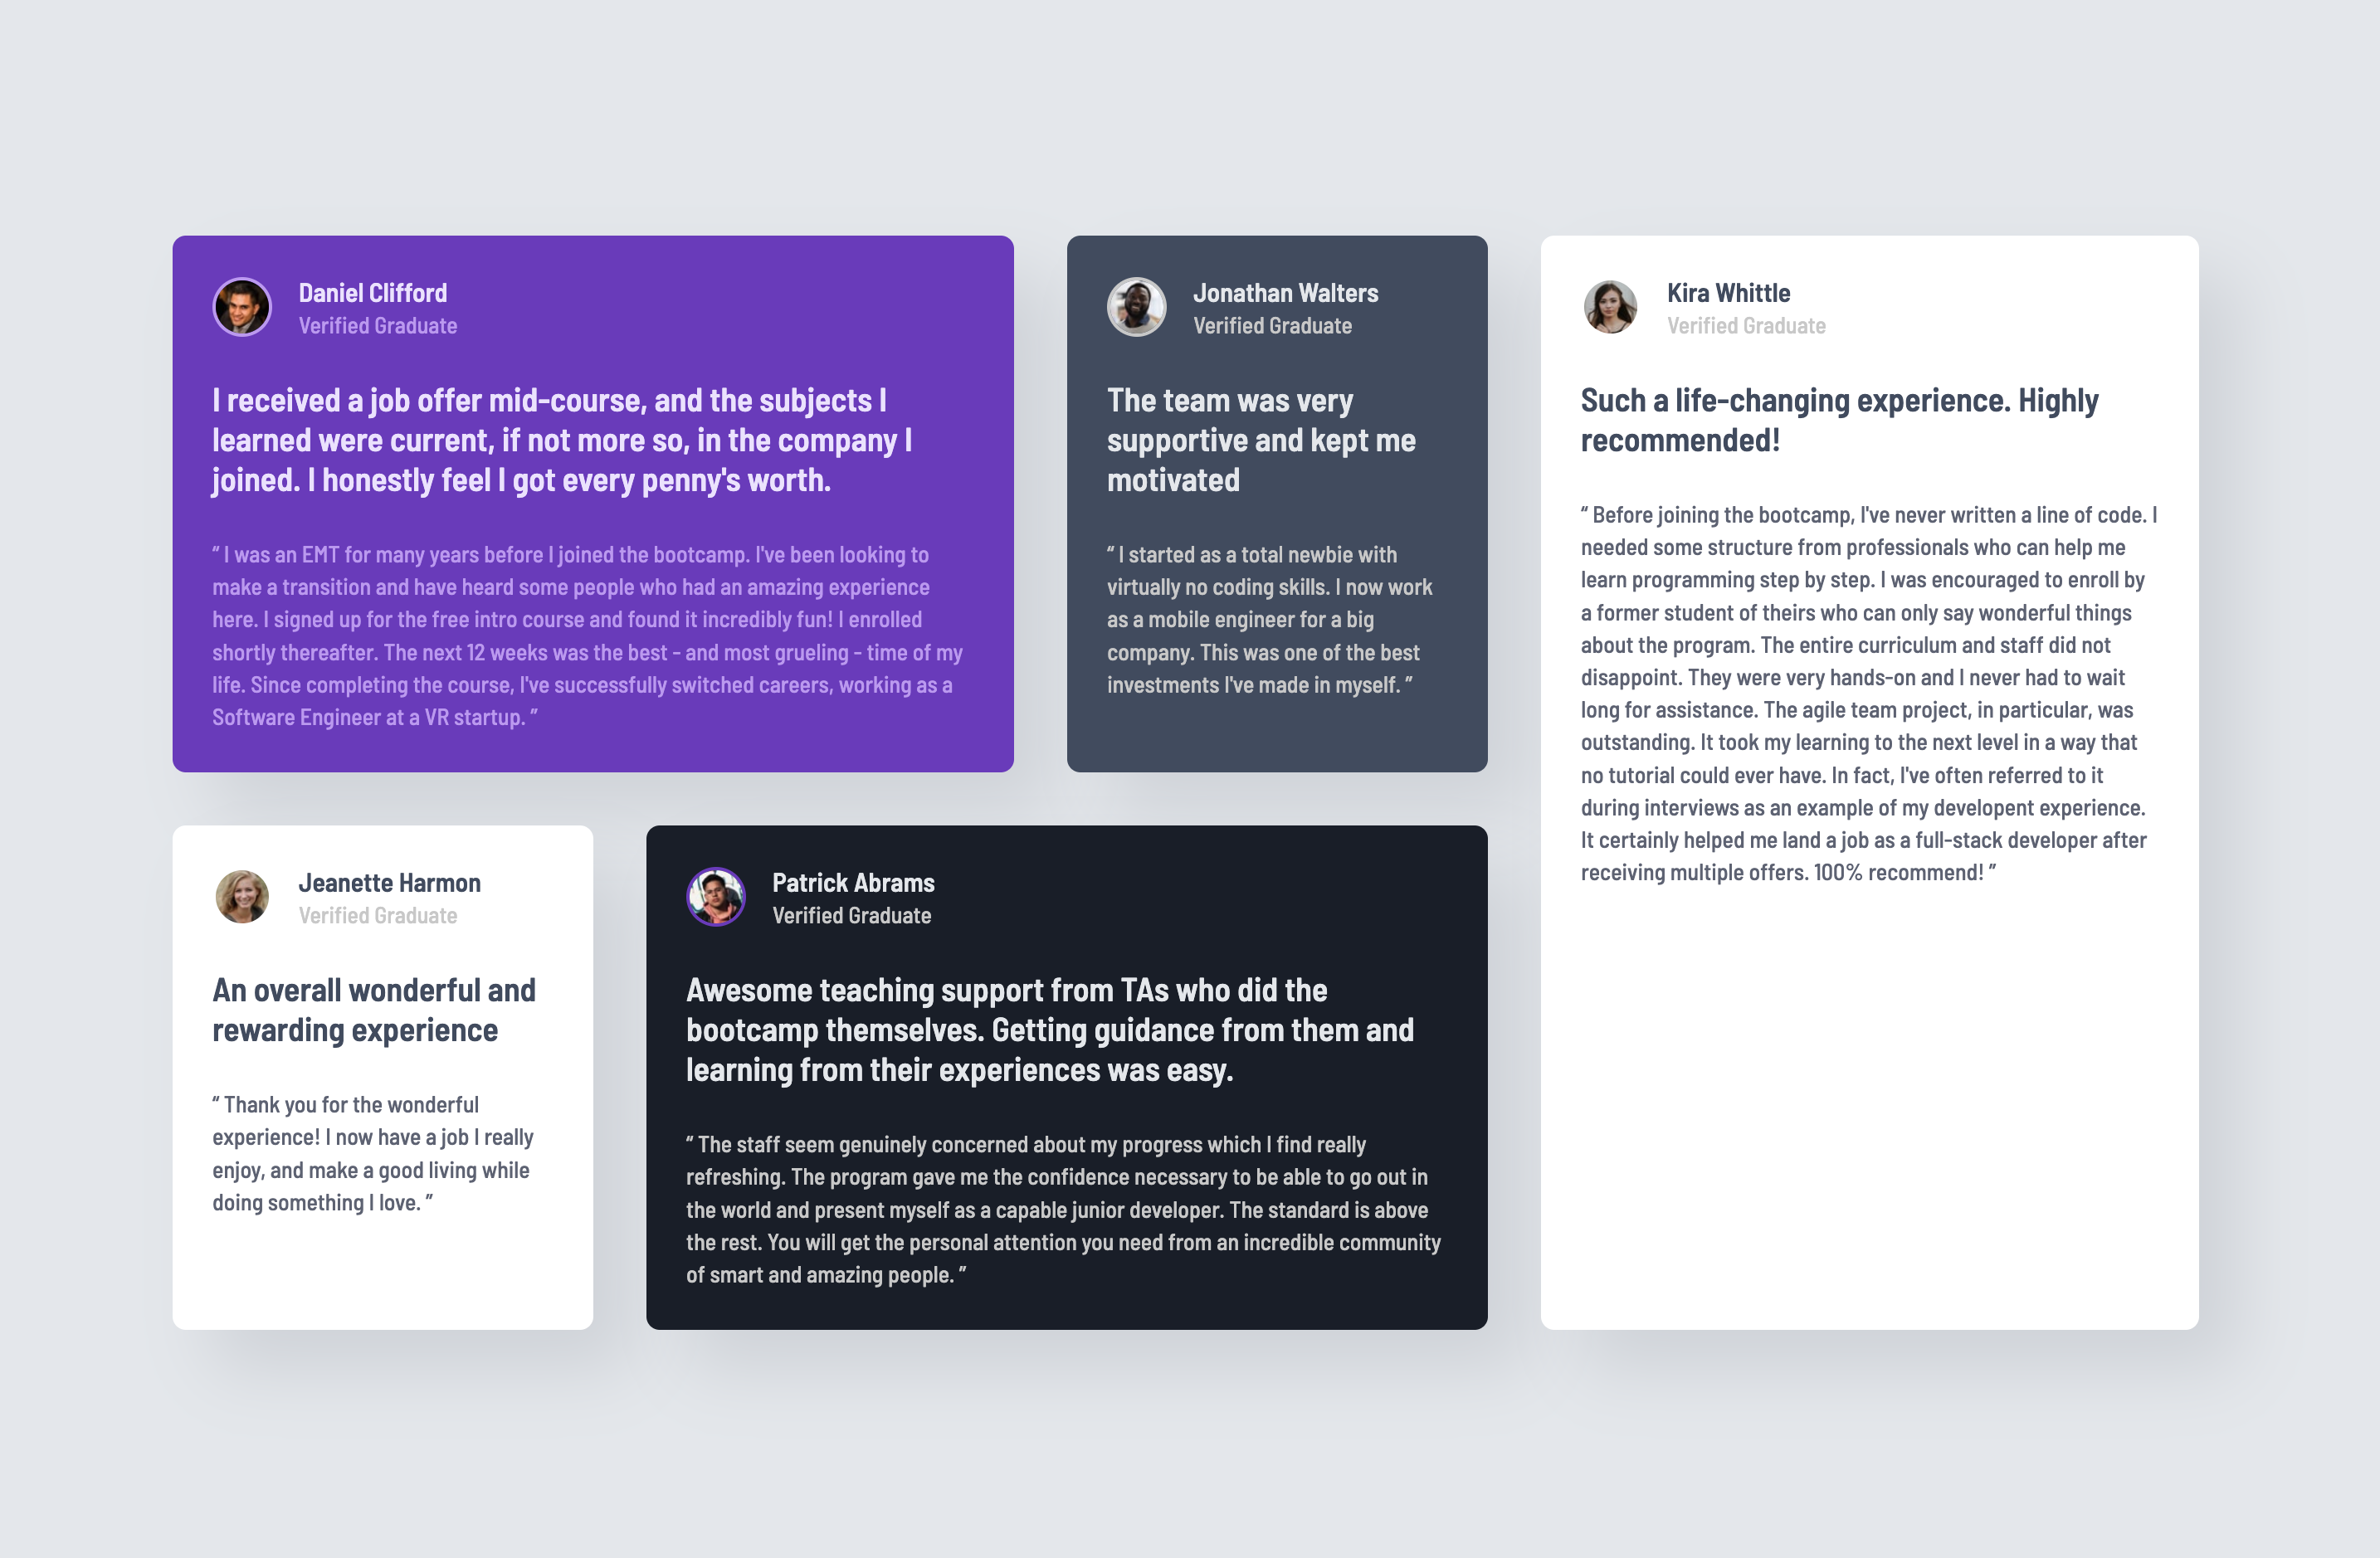 Daniel Clifford
Verified Graduate
I received a job offer mid-course, and the subjects I
learned were current, if not more so, in the company I
joined. I honestly feel I got every penny's worth.
“ I was an EMT for many years before I joined the bootcamp. I've been looking to
make a transition and have heard some people who had an amazing experience
here. I signed up for the free intro course and found it incredibly fun! I enrolled
shortly thereafter. The next 12 weeks was the best - and most grueling - time of my
life. Since completing the course, I've successfully switched careers, working as a
Software Engineer at a VR startup. ”
Jonathan Walters
Verified Graduate
The team was very
supportive and kept me
motivated
“ I started as a total newbie with
virtually no coding skills. I now work
as a mobile engineer for a big
company. This was one of the best
investments I've made in myself. ”
Kira Whittle
Verified Graduate
Such a life-changing experience. Highly
recommended!
“ Before joining the bootcamp, I've never written a line of code. I
needed some structure from professionals who can help me
learn programming step by step. I was encouraged to enroll by
a former student of theirs who can only say wonderful things
about the program. The entire curriculum and staff did not
disappoint. They were very hands-on and I never had to wait
long for assistance. The agile team project, in particular, was
outstanding. It took my learning to the next level in a way that
no tutorial could ever have. In fact, I've often referred to it
during interviews as an example of my developent experience.
It certainly helped me land a job as a full-stack developer after
receiving multiple offers. 100% recommend! ”
Jeanette Harmon
Verified Graduate
An overall wonderful and
rewarding experience
“ Thank you for the wonderful
experience! I now have a job I really
enjoy, and make a good living while
doing something I love. ”
Patrick Abrams
Verified Graduate
Awesome teaching support from TAs who did the
bootcamp themselves. Getting guidance from them and
learning from their experiences was easy.
“ The staff seem genuinely concerned about my progress which I find really
refreshing. The program gave me the confidence necessary to be able to go out in
the world and present myself as a capable junior developer. The standard is above
the rest. You will get the personal attention you need from an incredible community
of smart and amazing people. ”